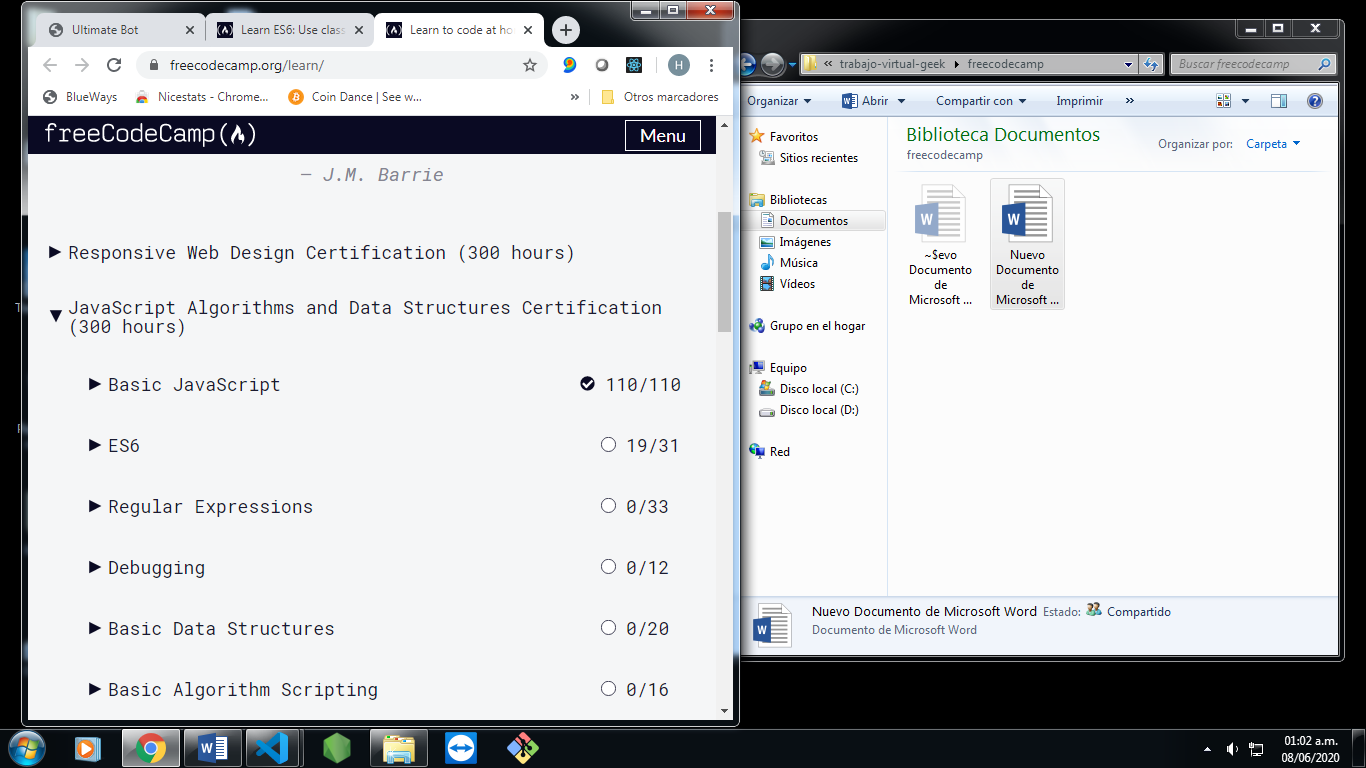 Ultimate Bot
Learn ES6: Use clas
Learn to code at ho
freecodecamp.org/learn/
H
BlueWays
Nicestats - Chrome...
Coin Dance | See w...
»
Otros marcadores
freeCodeCamp
Menu
— J.M. Barrie
Responsive Web Design Certification (300 hours)
JavaScript Algorithms and Data Structures Certification
(300 hours)
Basic JavaScript 110/110
ES6 19/31
Regular Expressions 0/33
Debugging 0/12
Basic Data Structures 0/20
Basic Algorithm Scripting 0/16
« trabajo-virtual-geek freecodecamp
Buscar freecodecamp
Organizar
Abrir
Compartir con
Imprimir
»
Favoritos
Sitios recientes
Bibliotecas
Documentos
Imágenes
Música
Vídeos
Grupo en el hogar
Equipo
Disco local (C:)
Disco local (D:)
Red
Biblioteca Documentos
freecodecamp
Organizar por: Carpeta
~$evo
Documento
de
Microsoft ...
Nuevo
Documento
de
Microsoft ...
Nuevo Documento de Microsoft Word Estado: Compartido
Documento de Microsoft Word
01:02 a.m.
08/06/2020